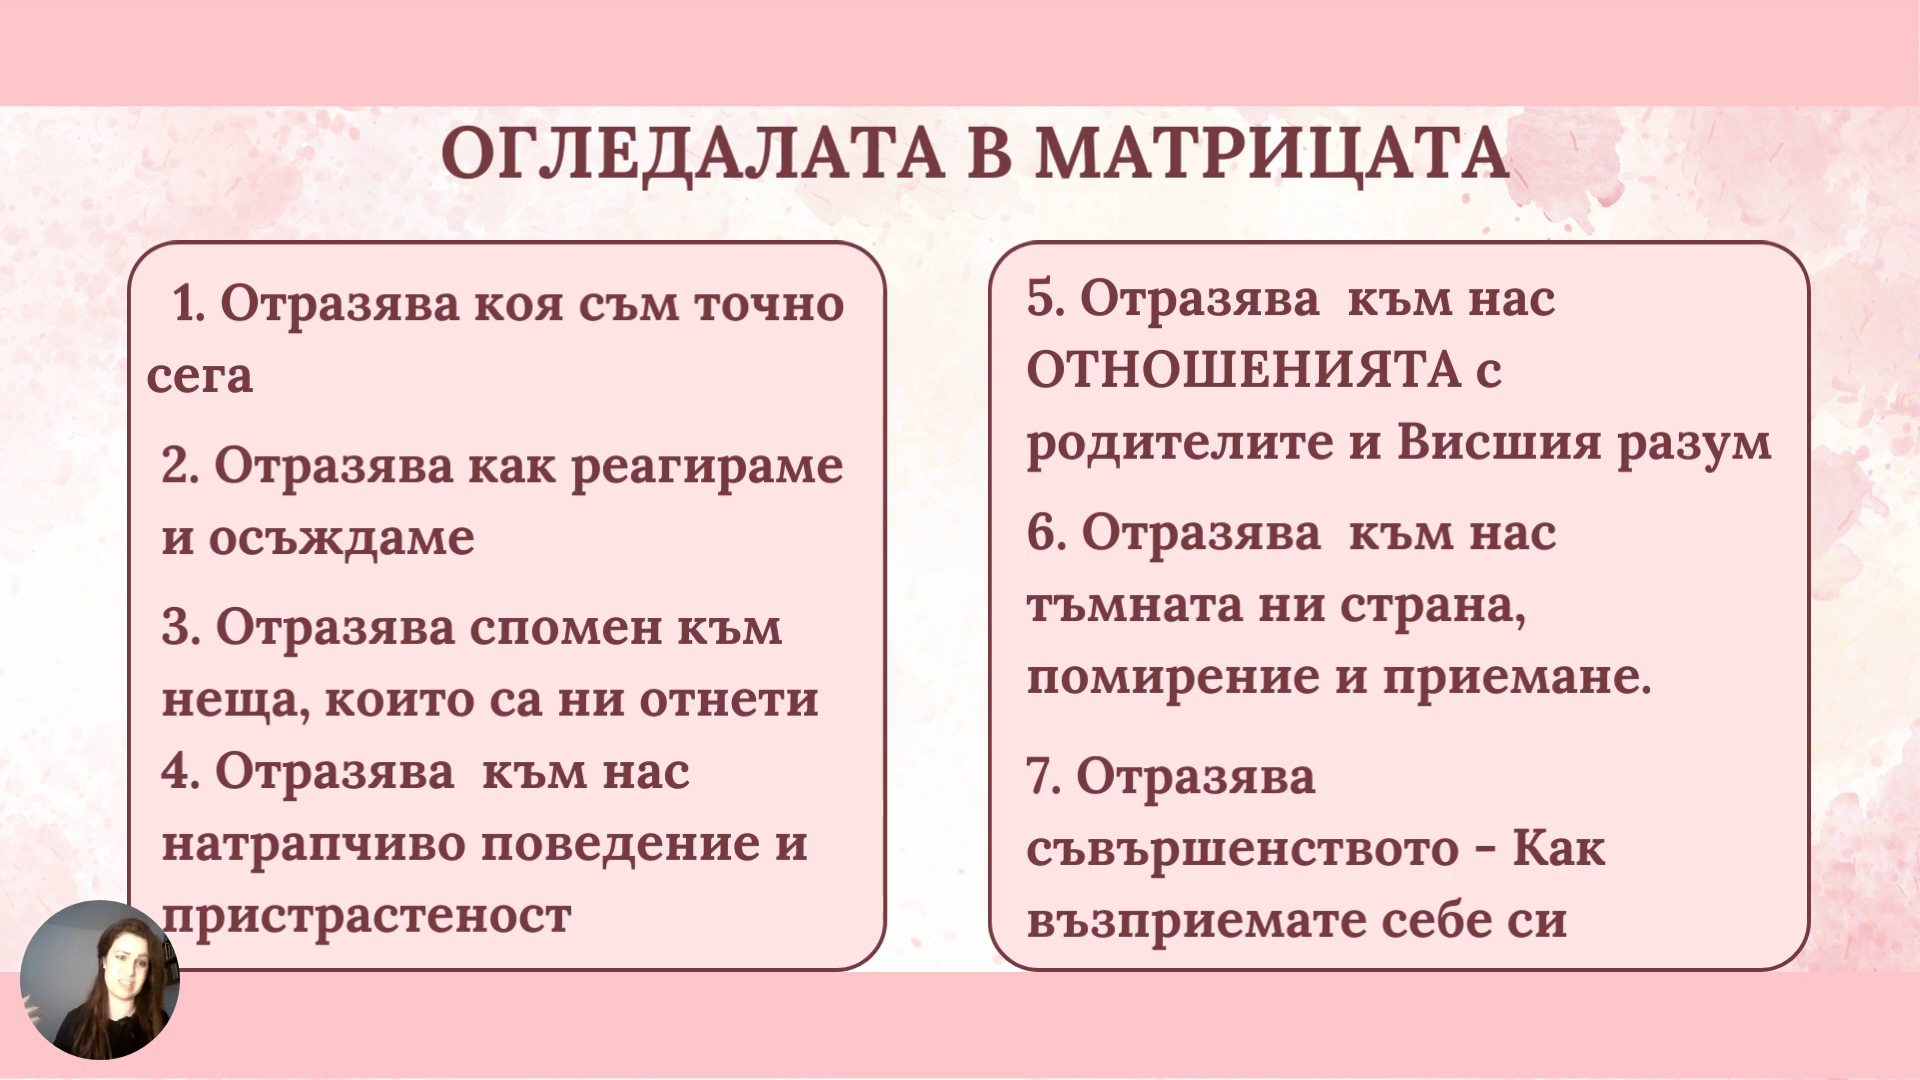 ОГЛЕДАЛАТА В МАТРИЦАТА
1. Отразява коя съм точно
сега
2. Отразява как реагираме
и осъждаме
3. Отразява спомен към
неща, които са ни отнети
4. Отразява към нас
натрапчиво поведение и
пристрастеност
5. Отразява към нас
ОТНОШЕНИЯТА с
родителите и Висшия разум
6. Отразява към нас
тъмната ни страна,
помирение и приемане.
7. Отразява
съвършенството - Как
възприемате себе си